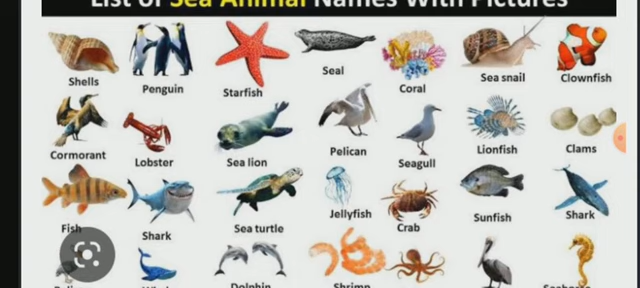 List of Sea Animal Names With Pictures
Shells Penguin Starfish Seal Coral Sea snail Clownfish
Cormorant Lobster Sea lion Pelican Seagull Lionfish Clams
Fish Shark Sea turtle Jellyfish Crab Sunfish Shark
Dolphin Shrimp